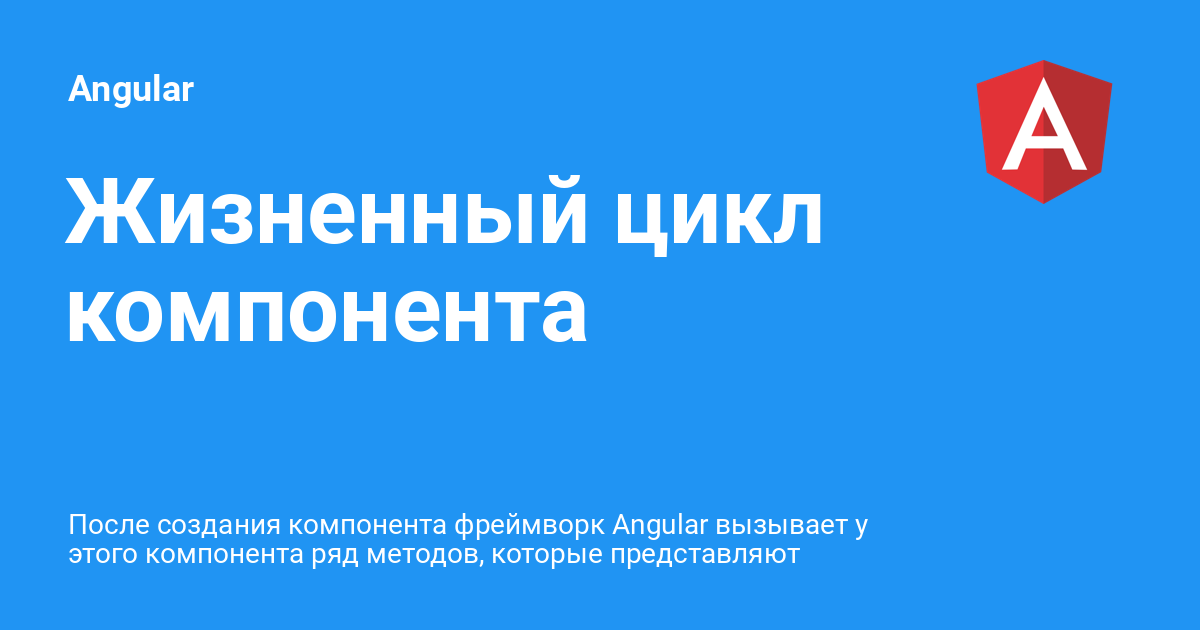 Angular
A
Жизненный цикл
компонента
После создания компонента фреймворк Angular вызывает у
этого компонента ряд методов, которые представляют